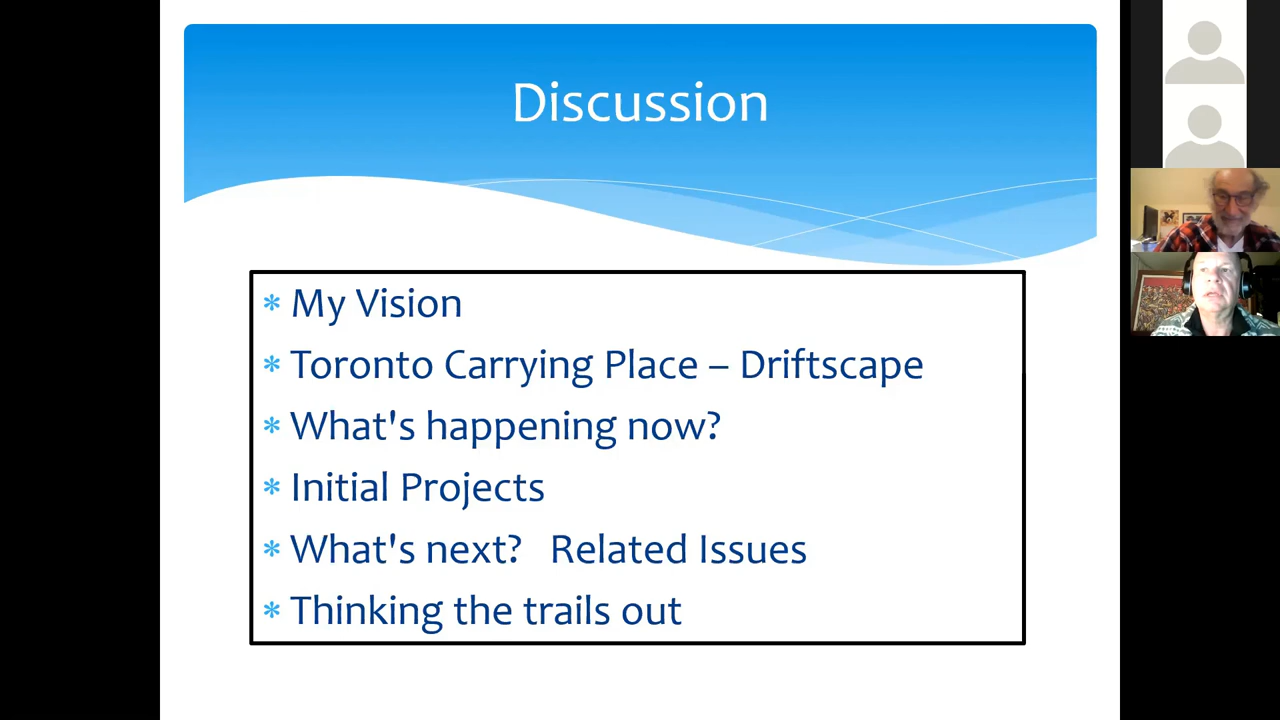 Discussion
* My Vision
* Toronto Carrying Place – Driftscape
* What's happening now?
* Initial Projects
* What's next? Related Issues
* Thinking the trails out